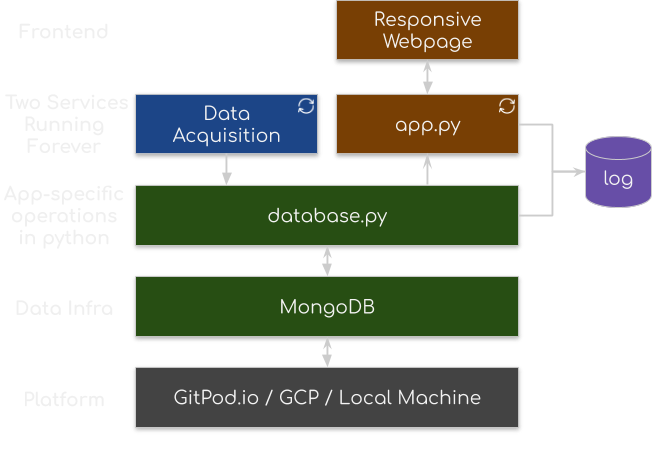 Frontend
Responsive
Webpage
Two Services
Running
Forever
Data
Acquisition
app.py
log
App-specific
operations
in python
database.py
Data Infra
MongoDB
Platform
GitPod.io / GCP / Local Machine